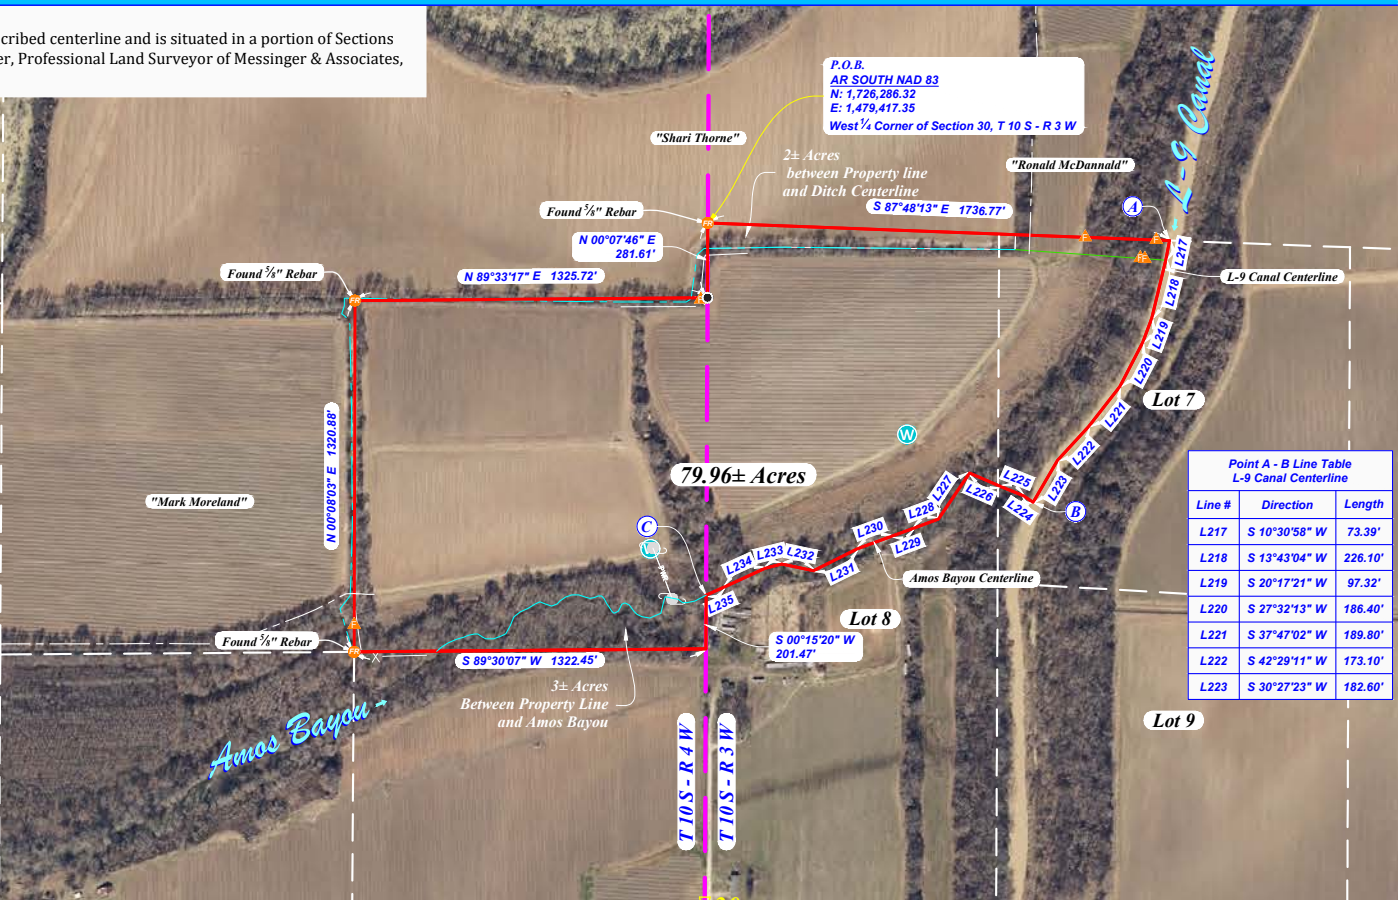 cribed centerline and is situated in a portion of Sections
er, Professional Land Surveyor of Messinger & Associates,
P.O.B.
AR SOUTH NAD 83
N: 1,726,286.32
E: 1,479,417.35
West ¼ Corner of Section 30, T 10 S - R 3 W
L-9 Canal
"Shari Thorne"
2± Acres
between Property line
and Ditch Centerline
"Ronald McDannald"
S 87°48'13" E 1736.77'
A
Found ⅝" Rebar
FR
N 00°07'46" E
281.61'
F
F
FF
L217
L-9 Canal Centerline
Found ⅝" Rebar
N 89°33'17" E 1325.72'
FR
L218
L219
L220
L221
L222
L223
Lot 7
N 00°08'03" E 1320.88'
W
79.96± Acres
"Mark Moreland"
L224
L225
L226
L227
L228
L229
L230
L231
L232
L233
L234
L235
B
C
W
Amos Bayou Centerline
Point A - B Line Table
L-9 Canal Centerline
Line # Direction Length
L217 S 10°30'58" W 73.39'
L218 S 13°43'04" W 226.10'
L219 S 20°17'21" W 97.32'
L220 S 27°32'13" W 186.40'
L221 S 37°47'02" W 189.80'
L222 S 42°29'11" W 173.10'
L223 S 30°27'23" W 182.60'
Lot 8
Found ⅝" Rebar
F
FR
S 00°15'20" W
201.47'
S 89°30'07" W 1322.45'
3± Acres
Between Property Line
and Amos Bayou
Amos Bayou
Lot 9
T 10 S - R 4 W
T 10 S - R 3 W